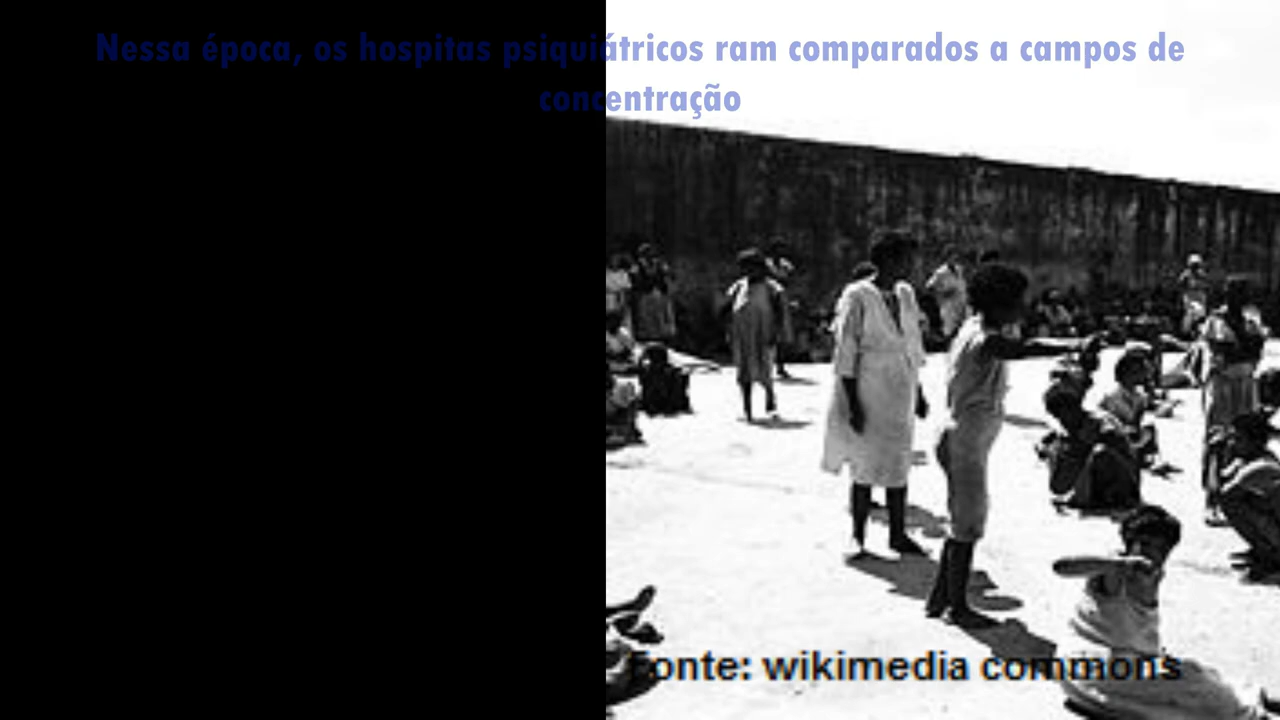 Nessa época, os hospitas psiquiátricos ram comparados a campos de
concentração
Fonte: wikimedia commons